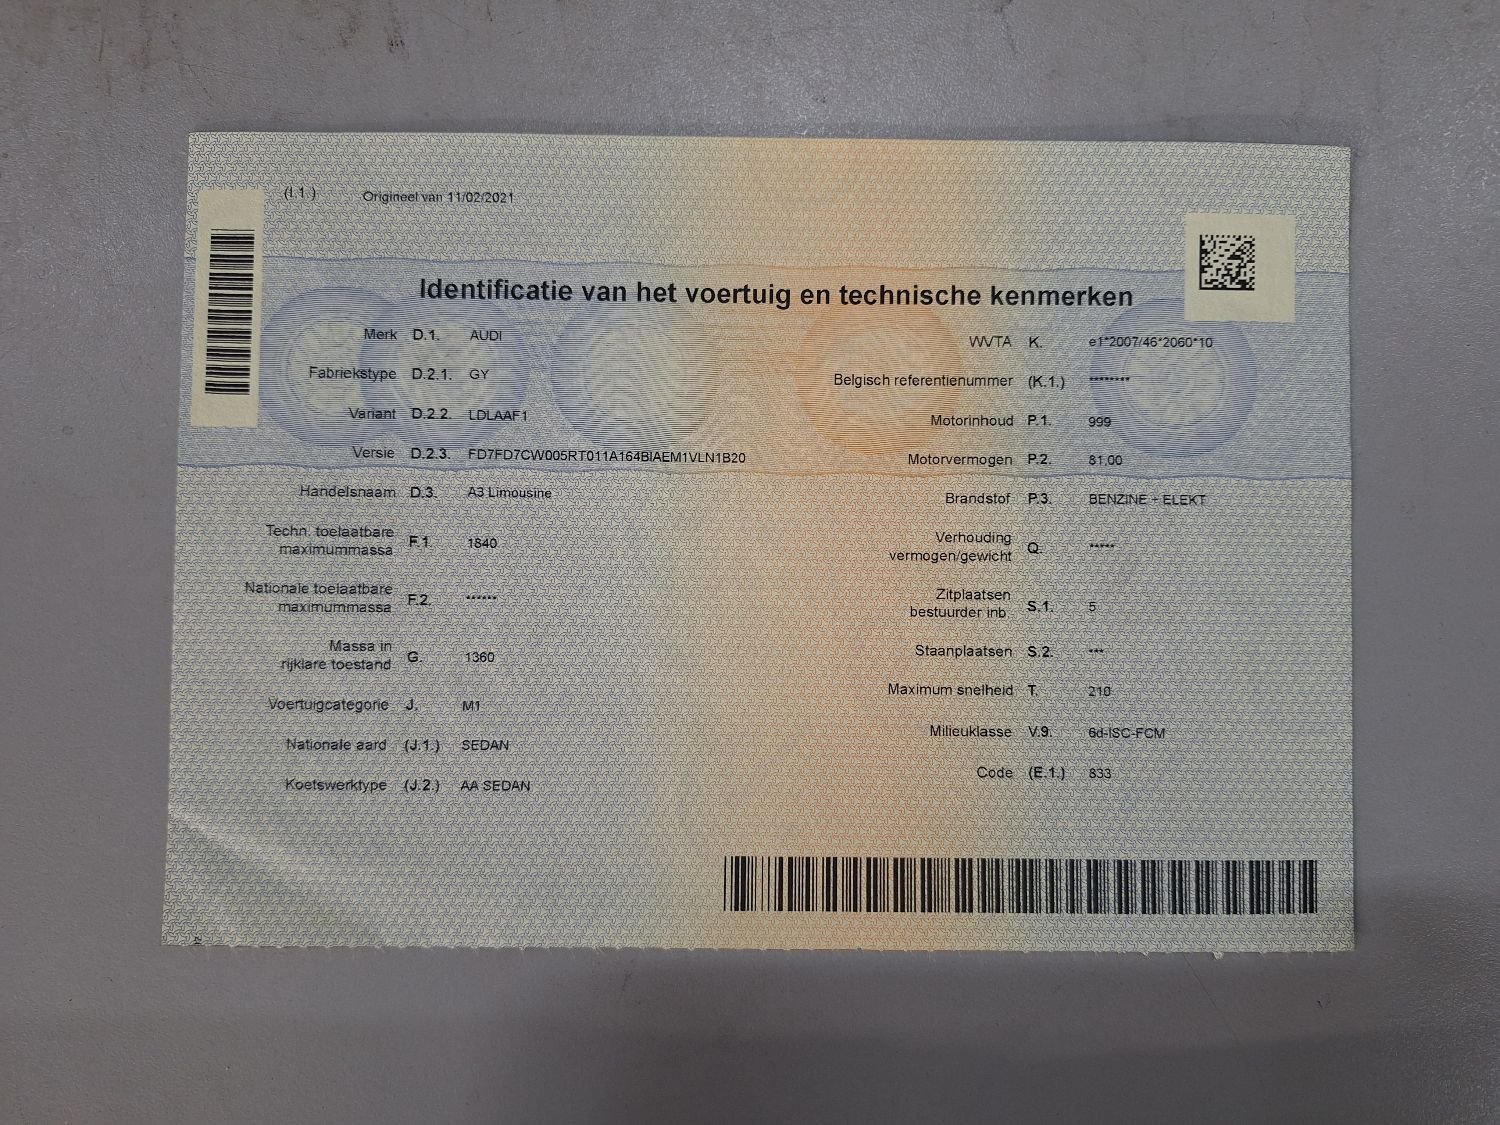 (I.1.) Origineel van 11/02/2021
Identificatie van het voertuig en technische kenmerken
Merk D.1. AUDI
Fabriekstype D.2.1. GY
Variant D.2.2. LDLAAF1
Versie D.2.3. FD7FD7CW005RT011A164BIAEM1VLN1B20
Handelsnaam D.3. A3 Limousine
Techn. toelaatbare
maximummassa F.1. 1840
Nationale toelaatbare
maximummassa F.2. ******
Massa in
rijklare toestand G. 1360
Voertuigcategorie J. M1
Nationale aard (J.1.) SEDAN
Koetswerktype (J.2.) AA SEDAN
WVTA K. e1*2007/46*2060*10
Belgisch referentienummer (K.1.) ********
Motorinhoud P.1. 999
Motorvermogen P.2. 81,00
Brandstof P.3. BENZINE + ELEKT
Verhouding
vermogen/gewicht Q. *****
Zitplaatsen
bestuurder inb. S.1. 5
Staanplaatsen S.2. ***
Maximum snelheid T. 210
Milieuklasse V.9. 6d-ISC-FCM
Code (E.1.) 833